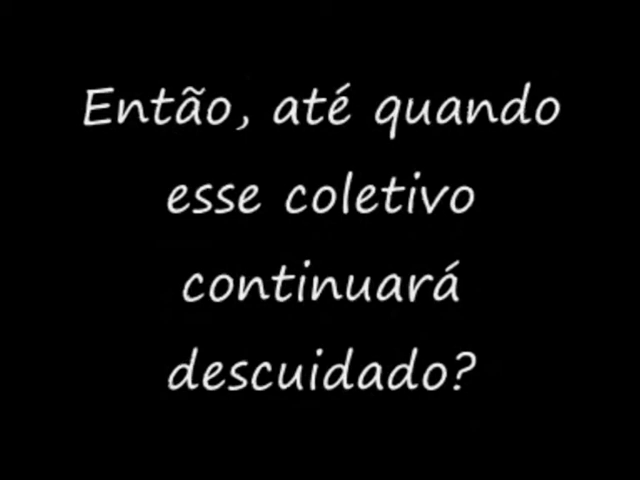 Então, até quando
esse coletivo
continuará
descuidado?